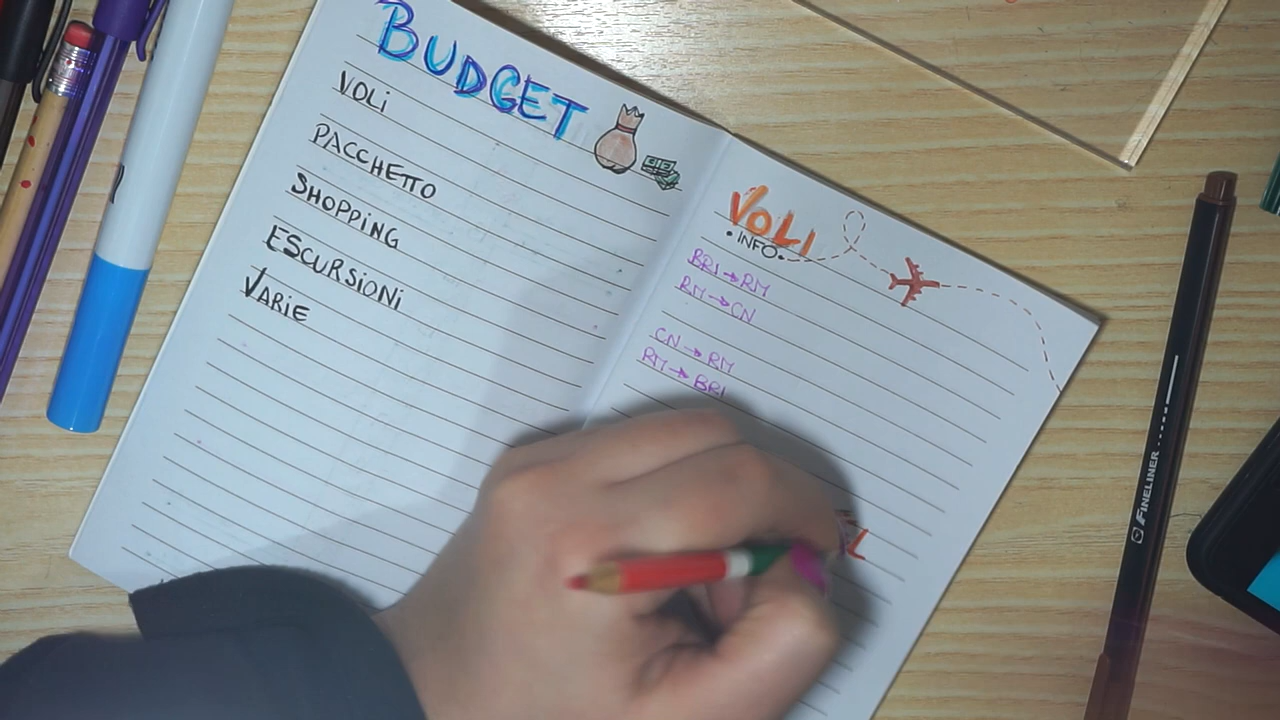 BUDGET
VOLi
PACCHETTO
SHOPPiNG
ESCURSiONi
VARiE
VOLI
• INFO •
BRI → RM
RM → CN
CN → RM
RM → BRI
FINELINER